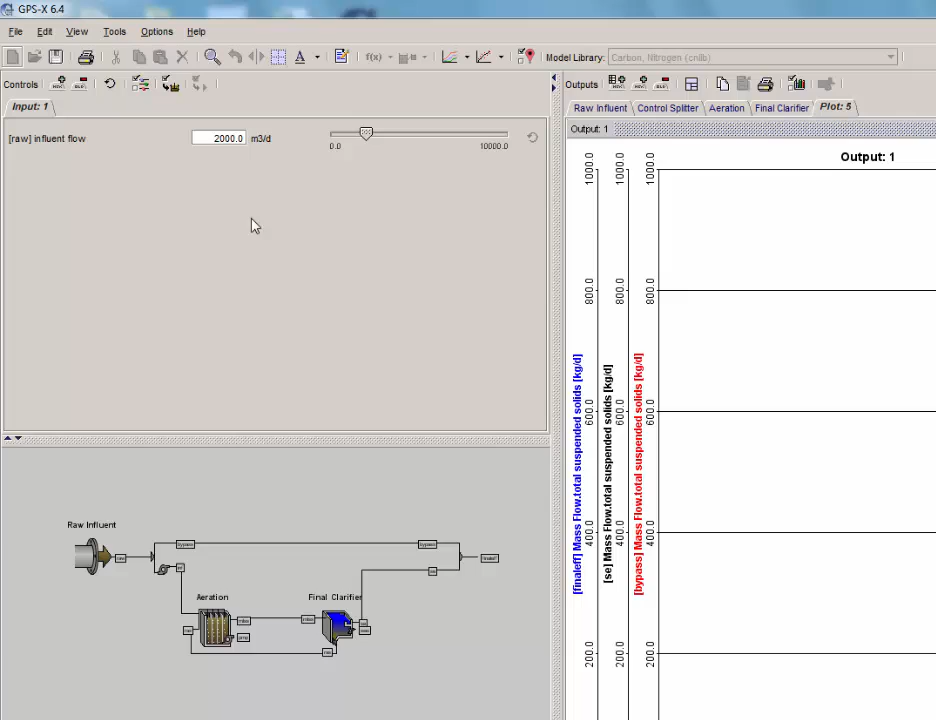 GPS-X 6.4
File Edit View Tools Options Help
A f(x) Model Library: Carbon, Nitrogen (cnlib)
Controls
Outputs
Input: 1
Raw Influent Control Splitter Aeration Final Clarifier Plot: 5
[raw] influent flow 2000.0 m3/d
0.0 10000.0
Output: 1
Output: 1
1000.0 1000.0 1000.0
800.0 800.0 800.0
600.0 600.0 600.0
400.0 400.0 400.0
200.0 200.0 200.0
[finaleff] Mass Flow.total suspended solids [kg/d]
[se] Mass Flow.total suspended solids [kg/d]
[bypass] Mass Flow.total suspended solids [kg/d]
Raw Influent
bypass bypass
Aeration Final Clarifier